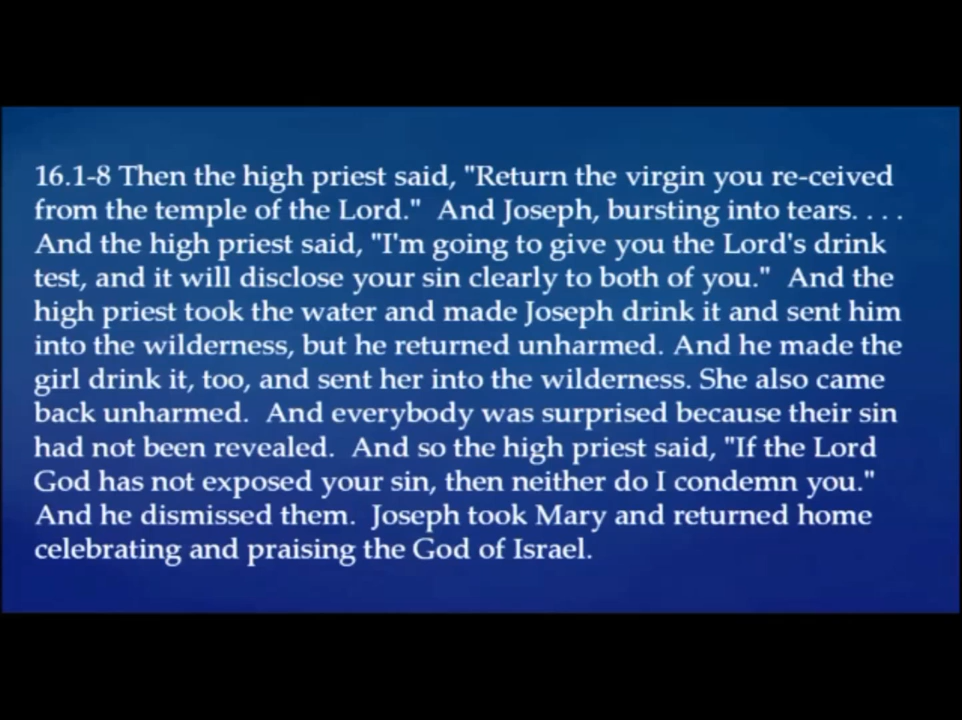 16.1-8 Then the high priest said, "Return the virgin you re-ceived
from the temple of the Lord."  And Joseph, bursting into tears. . . .
And the high priest said, "I'm going to give you the Lord's drink
test, and it will disclose your sin clearly to both of you."  And the
high priest took the water and made Joseph drink it and sent him
into the wilderness, but he returned unharmed. And he made the
girl drink it, too, and sent her into the wilderness. She also came
back unharmed.  And everybody was surprised because their sin
had not been revealed.  And so the high priest said, "If the Lord
God has not exposed your sin, then neither do I condemn you."
And he dismissed them.  Joseph took Mary and returned home
celebrating and praising the God of Israel.